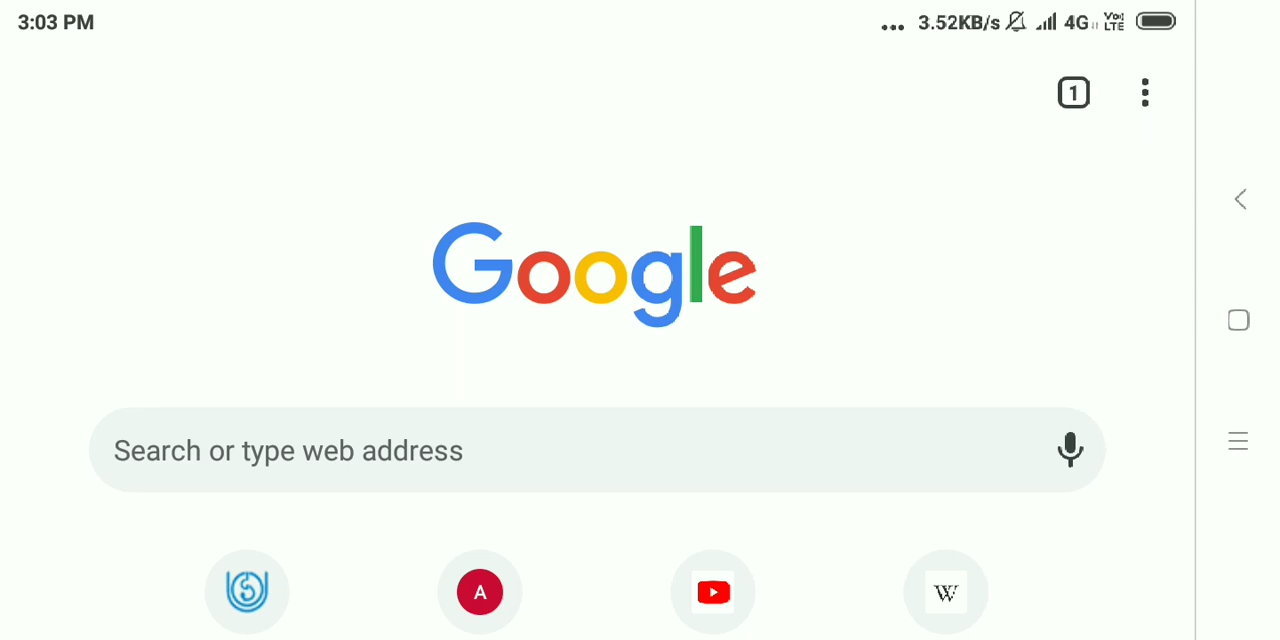 3:03 PM
... 3.52KB/s 4G Vo) LTE
1
Google
Search or type web address
A
W